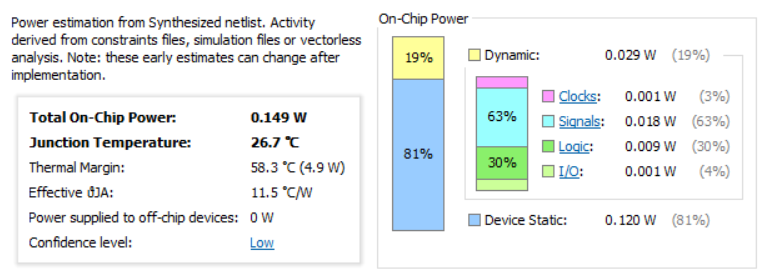 Power estimation from Synthesized netlist. Activity
derived from constraints files, simulation files or vectorless
analysis. Note: these early estimates can change after
implementation.
Total On-Chip Power: 0.149 W
Junction Temperature: 26.7 °C
Thermal Margin: 58.3 °C (4.9 W)
Effective ϑJA: 11.5 °C/W
Power supplied to off-chip devices: 0 W
Confidence level: Low
On-Chip Power
19%
81%
Dynamic: 0.029 W (19%)
63%
30%
Clocks: 0.001 W (3%)
Signals: 0.018 W (63%)
Logic: 0.009 W (30%)
I/O: 0.001 W (4%)
Device Static: 0.120 W (81%)